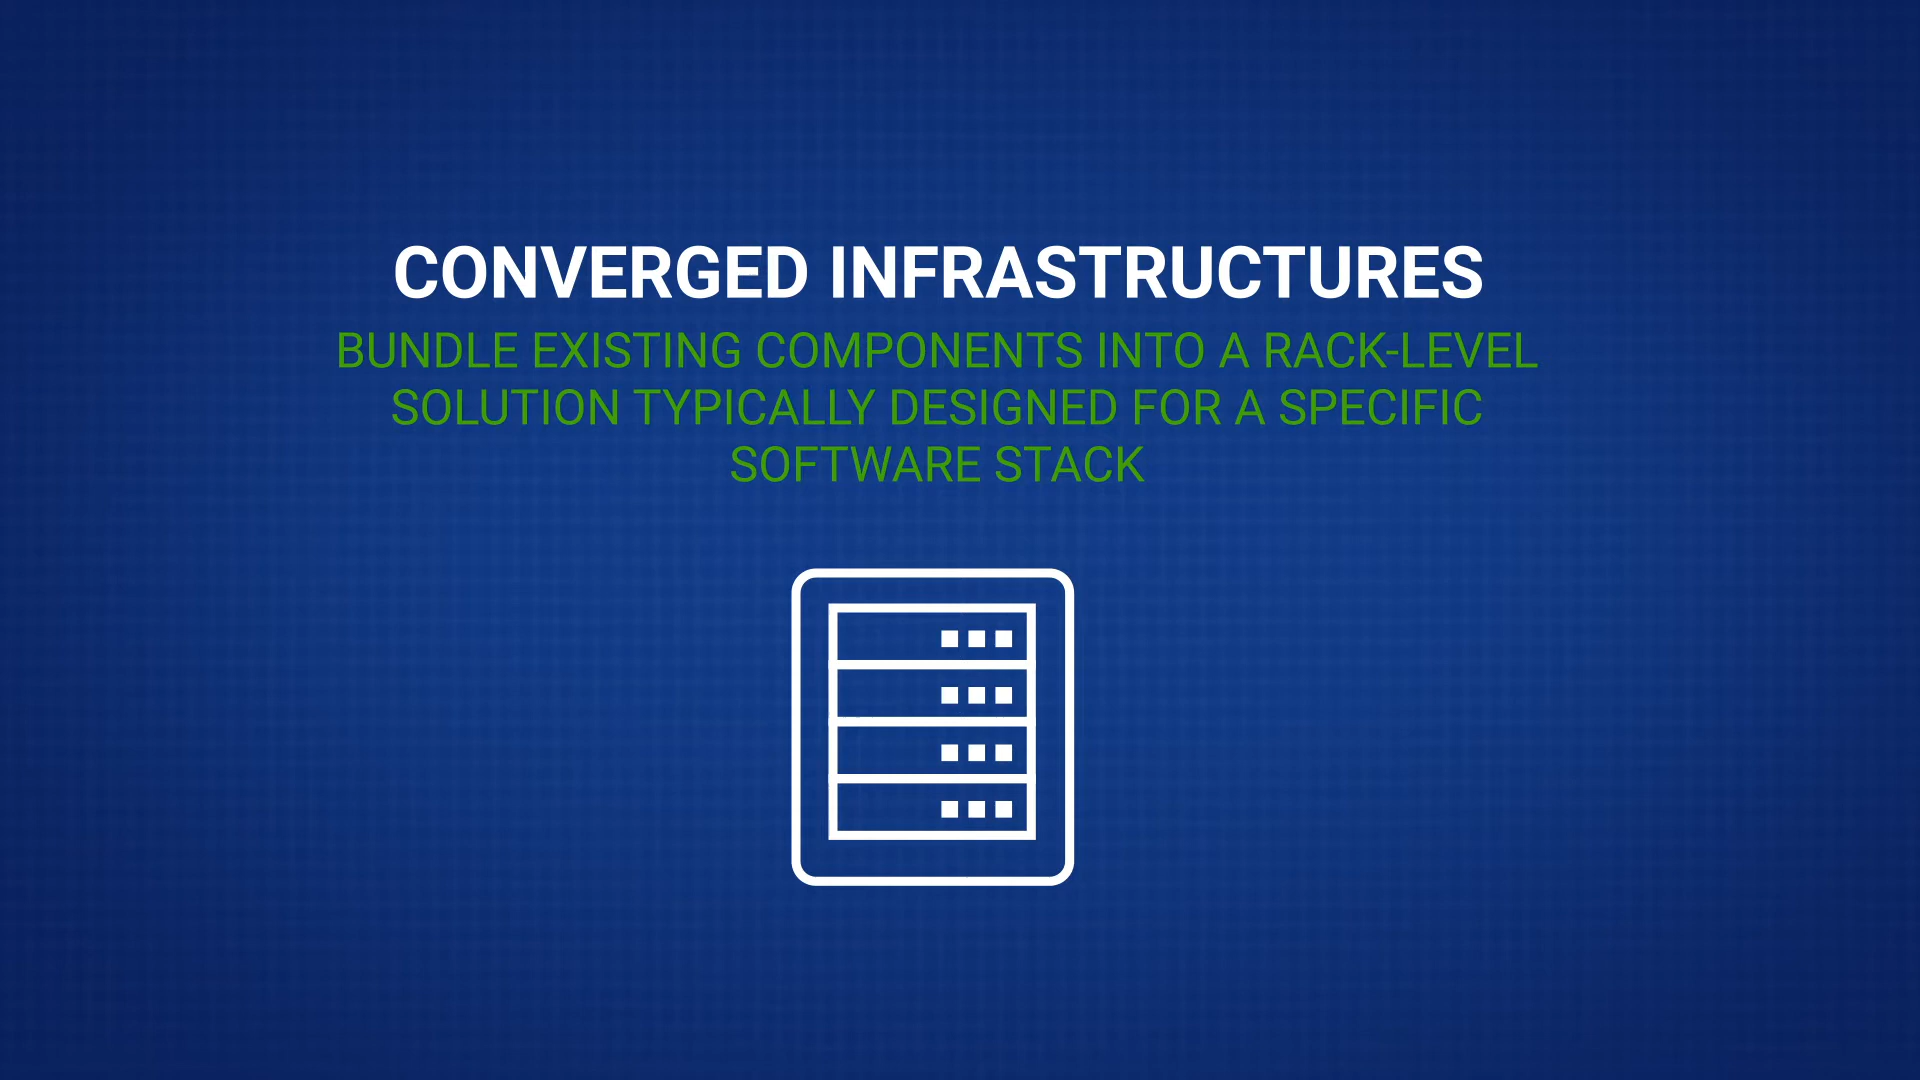 CONVERGED INFRASTRUCTURES
BUNDLE EXISTING COMPONENTS INTO A RACK-LEVEL
SOLUTION TYPICALLY DESIGNED FOR A SPECIFIC
SOFTWARE STACK